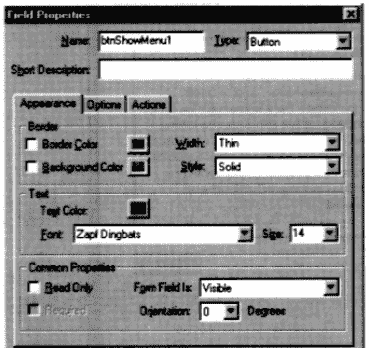 Field Properties
Name: btnShowMenu1 Type: Button
Short Description:
Appearance Options Actions
Border
Border Color Width: Thin
Background Color Style: Solid
Text
Text Color:
Font: Zapf Dingbats Size: 14
Common Properties
Read Only Form Field Is: Visible
Required Orientation: 0 Degrees